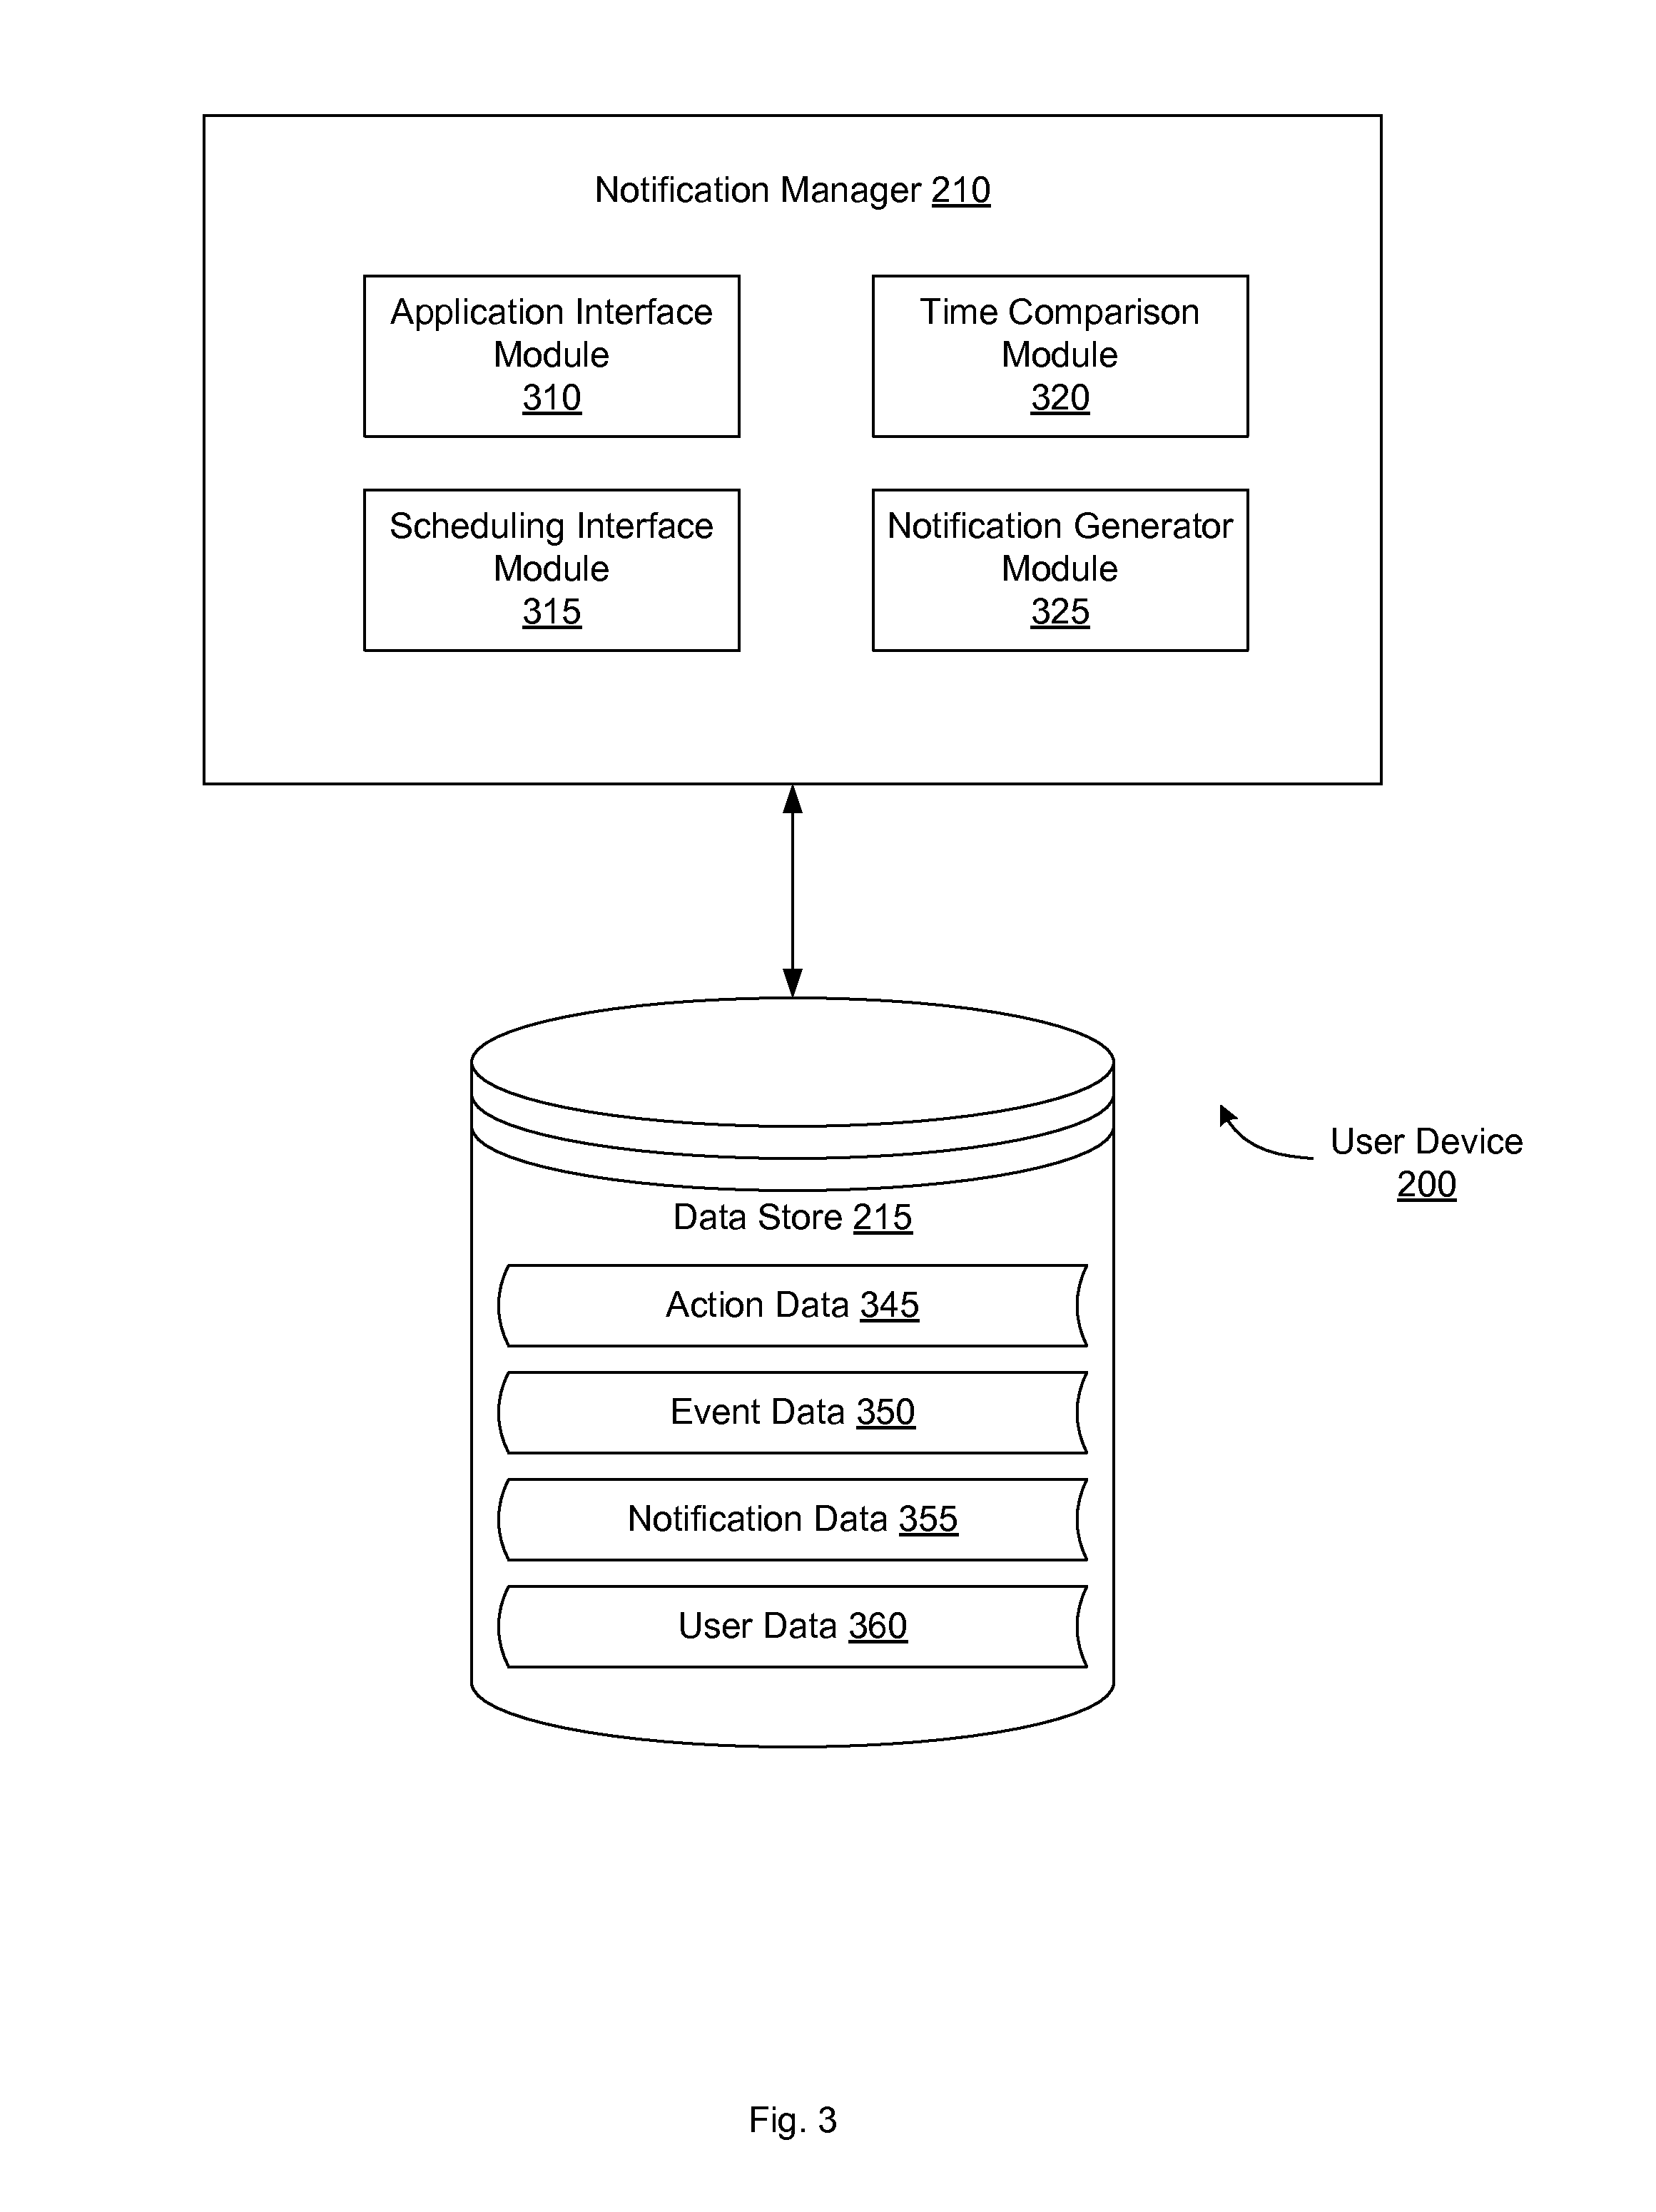 Notification Manager 210
Application Interface
Module
310
Time Comparison
Module
320
Scheduling Interface
Module
315
Notification Generator
Module
325
User Device
200
Data Store 215
Action Data 345
Event Data 350
Notification Data 355
User Data 360
Fig. 3